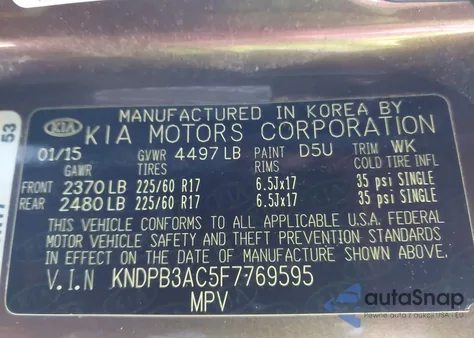 53
MANUFACTURED IN KOREA BY
KIA KIA MOTORS CORPORATION
01/15 GVWR 4497 LB PAINT D5U TRIM WK
GAWR TIRES RIMS COLD TIRE INFL
FRONT 2370 LB 225/60 R17 6.5Jx17 35 psi SINGLE
REAR 2480 LB 225/60 R17 6.5Jx17 35 psi SINGLE
THIS VEHICLE CONFORMS TO ALL APPLICABLE U.S.A. FEDERAL
MOTOR VEHICLE SAFETY AND THEFT PREVENTION STANDARDS
IN EFFECT ON THE DATE OF MANUFACTURE SHOWN ABOVE.
V.I.N KNDPB3AC5F7769595
MPV
autoSnap